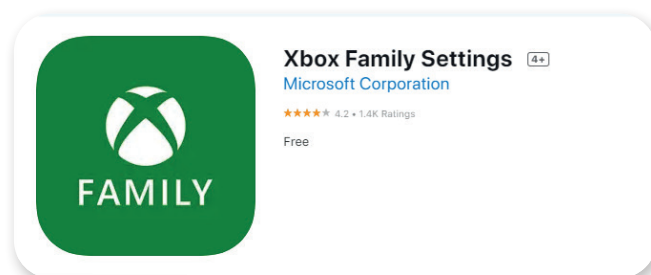 Xbox Family Settings 4+
Microsoft Corporation
4.2 • 1.4K Ratings
Free
FAMILY